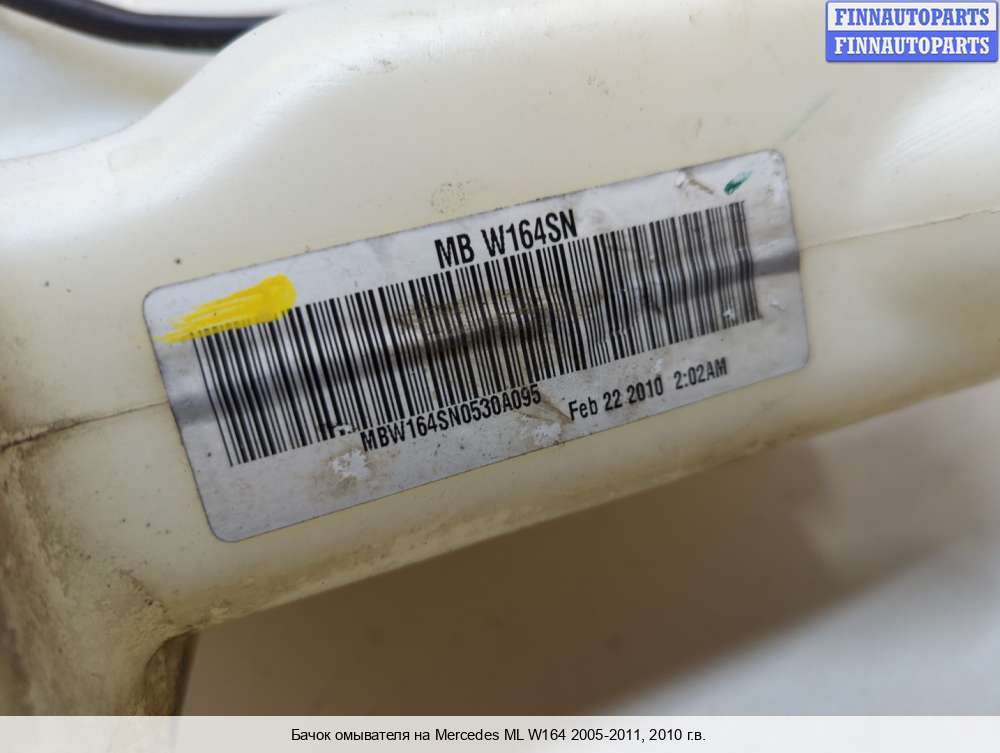 FINNAUTOPARTS
FINNAUTOPARTS
MB W164SN
MBW164SN0530A095 Feb 22 2010 2:02AM
Бачок омывателя на Mercedes ML W164 2005-2011, 2010 г.в.